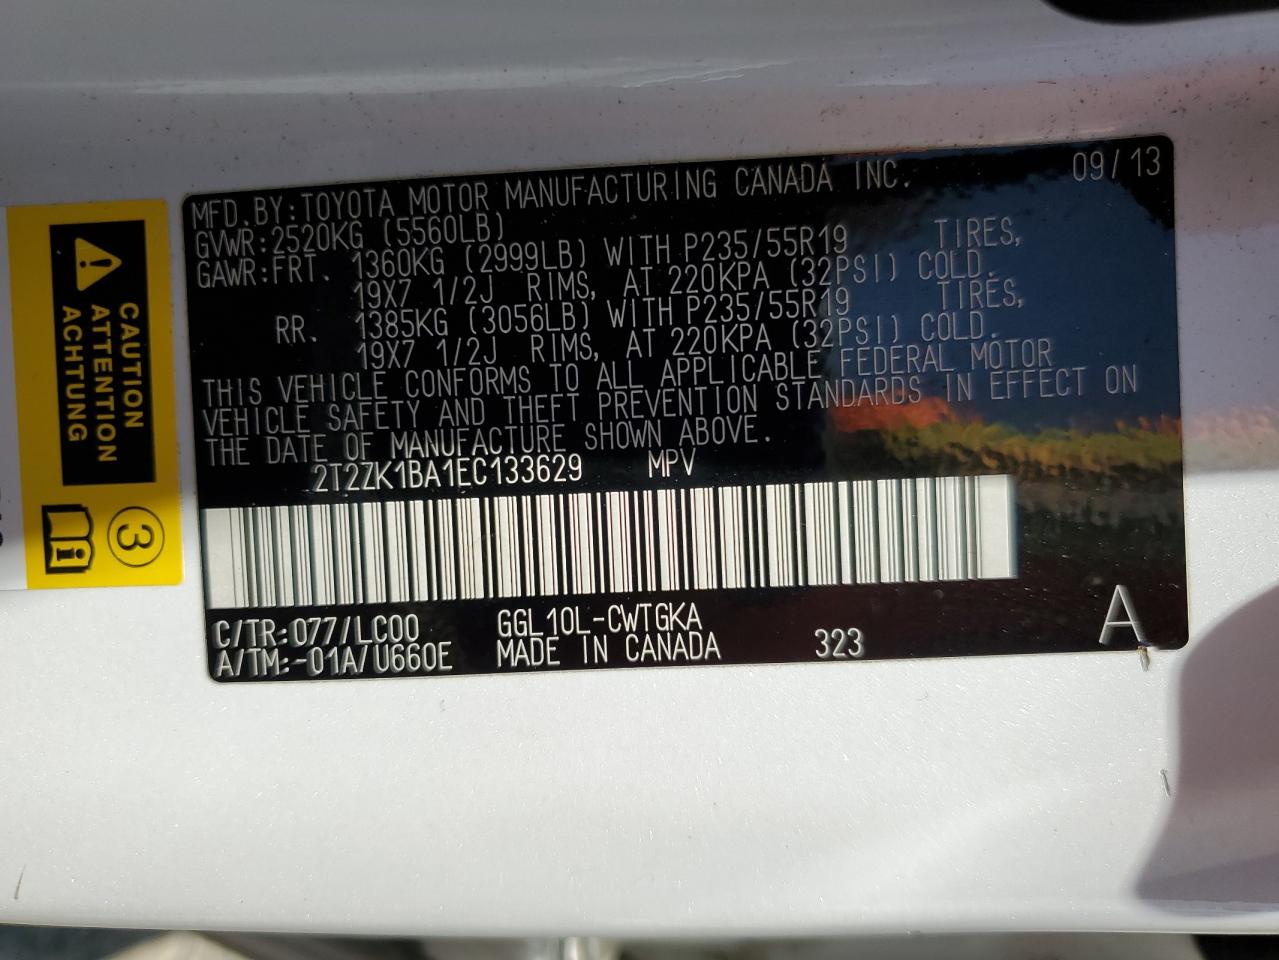 MFD.BY:TOYOTA MOTOR MANUFACTURING CANADA INC. 09/13
GVWR:2520KG (5560LB)
GAWR:FRT. 1360KG (2999LB) WITH P235/55R19 TIRES,
19X7 1/2J RIMS, AT 220KPA (32PSI) COLD.
RR. 1385KG (3056LB) WITH P235/55R19 TIRES,
19X7 1/2J RIMS, AT 220KPA (32PSI) COLD.
THIS VEHICLE CONFORMS TO ALL APPLICABLE FEDERAL MOTOR
VEHICLE SAFETY AND THEFT PREVENTION STANDARDS IN EFFECT ON
THE DATE OF MANUFACTURE SHOWN ABOVE.
2T2ZK1BA1EC133629 MPV
C/TR:077/LC00 GGL10L-CWTGKA
A/TM:-01A/U660E MADE IN CANADA 323 A
CAUTION
ATTENTION
ACHTUNG
3